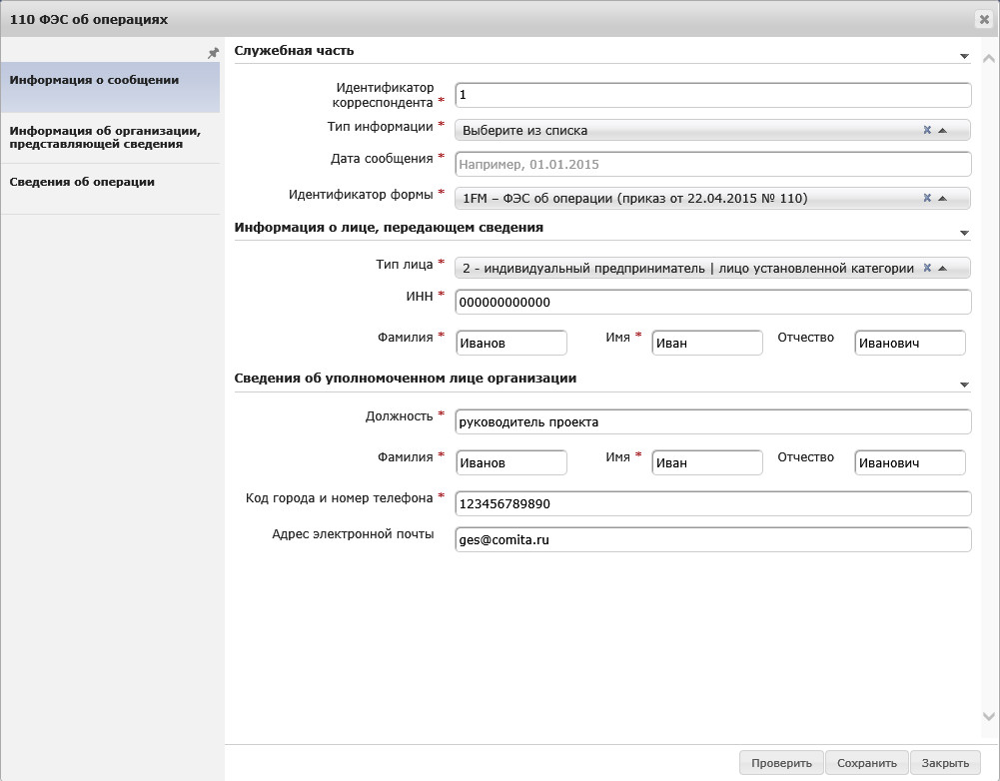 110 ФЭС об операциях
Информация о сообщении
Информация об организации,
представляющей сведения
Сведения об операции
Служебная часть
Идентификатор
корреспондента * 1
Тип информации * Выберите из списка
Дата сообщения * Например, 01.01.2015
Идентификатор формы * 1FM – ФЭС об операции (приказ от 22.04.2015 № 110)
Информация о лице, передающем сведения
Тип лица * 2 - индивидуальный предприниматель | лицо установленной категории
ИНН * 000000000000
Фамилия * Иванов Имя * Иван Отчество Иванович
Сведения об уполномоченном лице организации
Должность * руководитель проекта
Фамилия * Иванов Имя * Иван Отчество Иванович
Код города и номер телефона * 123456789890
Адрес электронной почты ges@comita.ru
Проверить Сохранить Закрыть